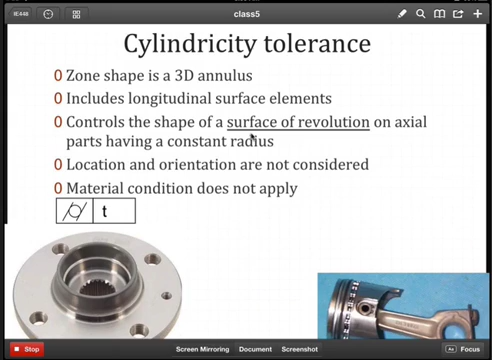 IE448
class5
Cylindricity tolerance
Zone shape is a 3D annulus
Includes longitudinal surface elements
Controls the shape of a surface of revolution on axial
parts having a constant radius
Location and orientation are not considered
Material condition does not apply
t
Stop
Screen Mirroring Document Screenshot
Aa Focus